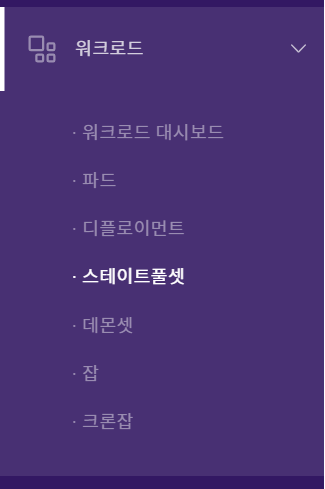 워크로드
· 워크로드 대시보드
· 파드
· 디플로이먼트
· 스테이트풀셋
· 데몬셋
· 잡
· 크론잡